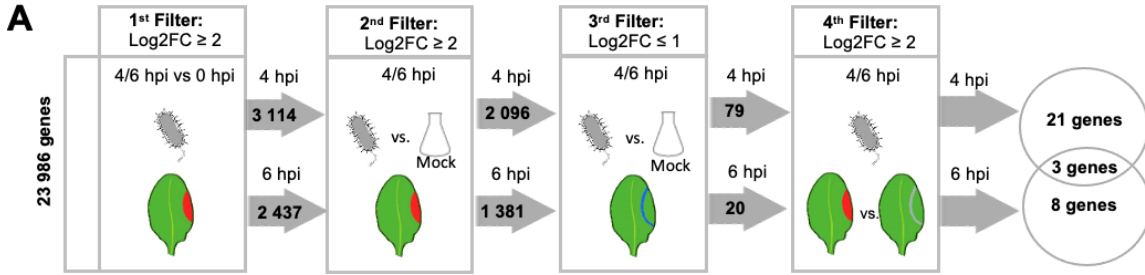 A
23 986 genes
1st Filter:
Log2FC ≥ 2
4/6 hpi vs 0 hpi
4 hpi
3 114
6 hpi
2 437
2nd Filter:
Log2FC ≥ 2
4/6 hpi
vs.
Mock
4 hpi
2 096
6 hpi
1 381
3rd Filter:
Log2FC ≤ 1
4/6 hpi
vs.
Mock
4 hpi
79
6 hpi
20
4th Filter:
Log2FC ≥ 2
4/6 hpi
vs.
4 hpi
6 hpi
21 genes
3 genes
8 genes